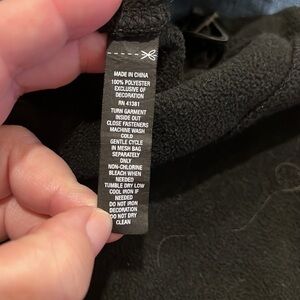 MADE IN CHINA
100% POLYESTER
EXCLUSIVE OF
DECORATION
RN 41381
TURN GARMENT
INSIDE OUT
CLOSE FASTENERS
MACHINE WASH
COLD
GENTLE CYCLE
IN MESH BAG
SEPARATELY
ONLY
NON-CHLORINE
BLEACH WHEN
NEEDED
TUMBLE DRY LOW
COOL IRON IF
NEEDED
DO NOT IRON
DECORATION
DO NOT DRY
CLEAN